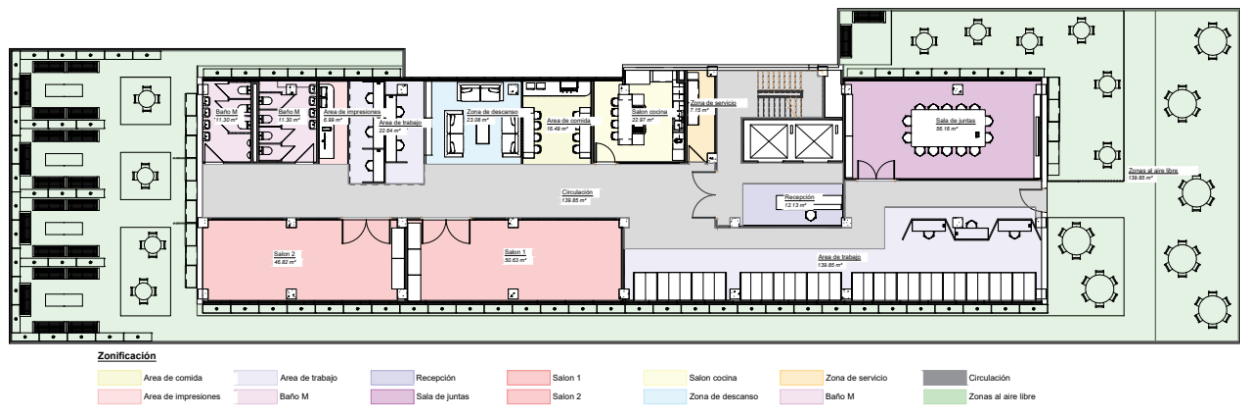 Baño M
11.30 m²
Baño M
11.30 m²
Area de impresiones
6.99 m²
Area de trabajo
22.64 m²
Zona de descanso
23.08 m²
Area de comida
16.49 m²
Salon cocina
22.97 m²
Zona de servicio
7.15 m²
Sala de juntas
56.16 m²
Zonas al aire libre
139.85 m²
Circulación
139.85 m²
Recepción
12.13 m²
Salon 2
46.82 m²
Salon 1
50.63 m²
Area de trabajo
139.85 m²
Zonificación
Area de comida
Area de trabajo
Recepción
Salon 1
Salon cocina
Zona de servicio
Circulación
Area de impresiones
Baño M
Sala de juntas
Salon 2
Zona de descanso
Baño M
Zonas al aire libre